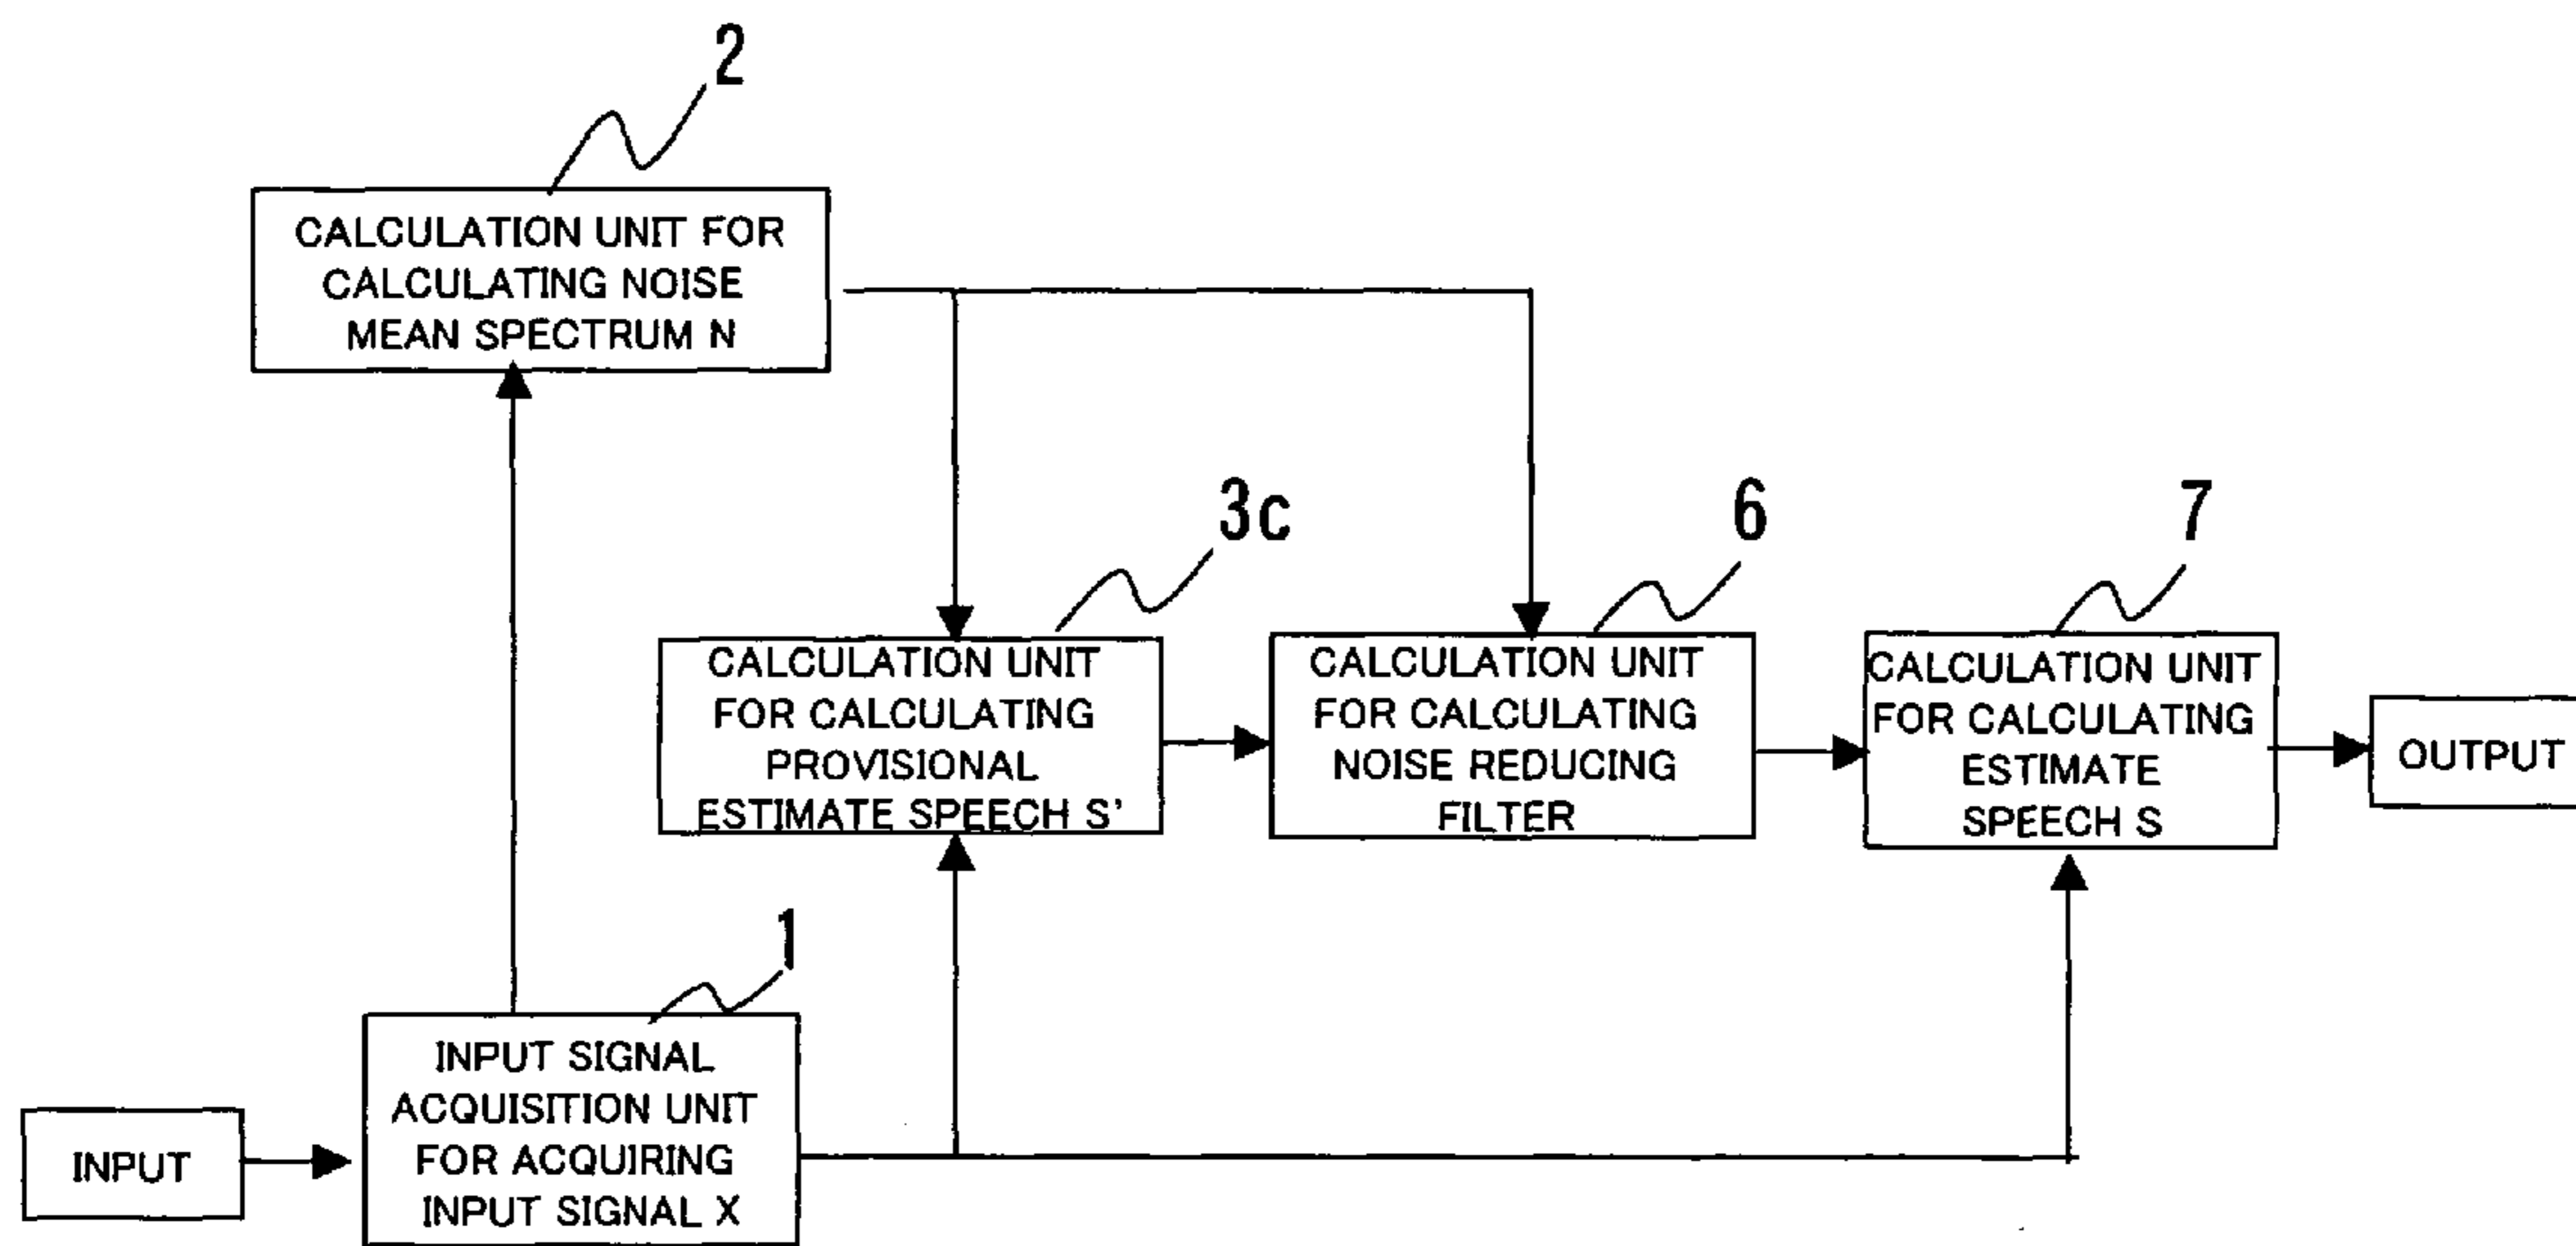 2
CALCULATION UNIT FOR
CALCULATING NOISE
MEAN SPECTRUM N
3c
CALCULATION UNIT
FOR CALCULATING
PROVISIONAL
ESTIMATE SPEECH S'
6
CALCULATION UNIT
FOR CALCULATING
NOISE REDUCING
FILTER
7
CALCULATION UNIT
FOR CALCULATING
ESTIMATE
SPEECH S
OUTPUT
1
INPUT SIGNAL
ACQUISITION UNIT
FOR ACQUIRING
INPUT SIGNAL X
INPUT